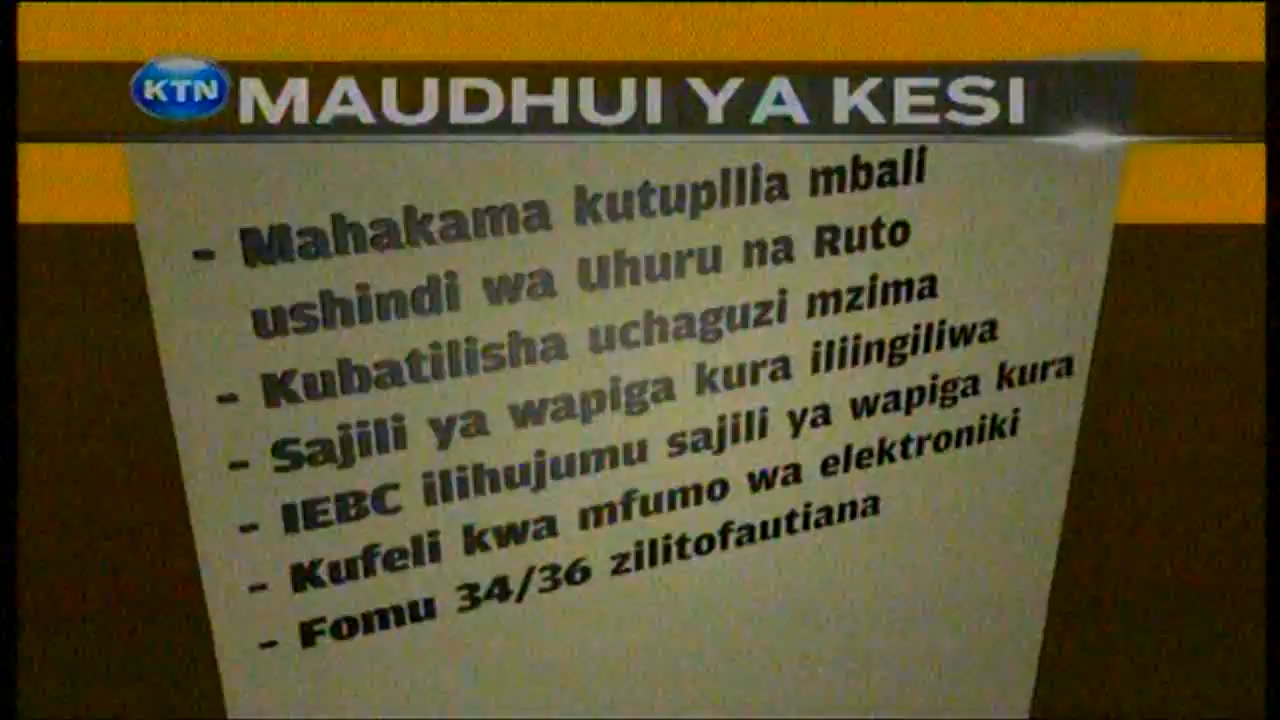 KTN MAUDHUI YA KESI
- Mahakama kutupllia mbali
ushindi wa Uhuru na Ruto
- Kubatilisha uchaguzi mzima
- Sajili ya wapiga kura iliingiliwa
- IEBC ilihujumu sajili ya wapiga kura
- Kufeli kwa mfumo wa elektroniki
- Fomu 34/36 zilitofautiana